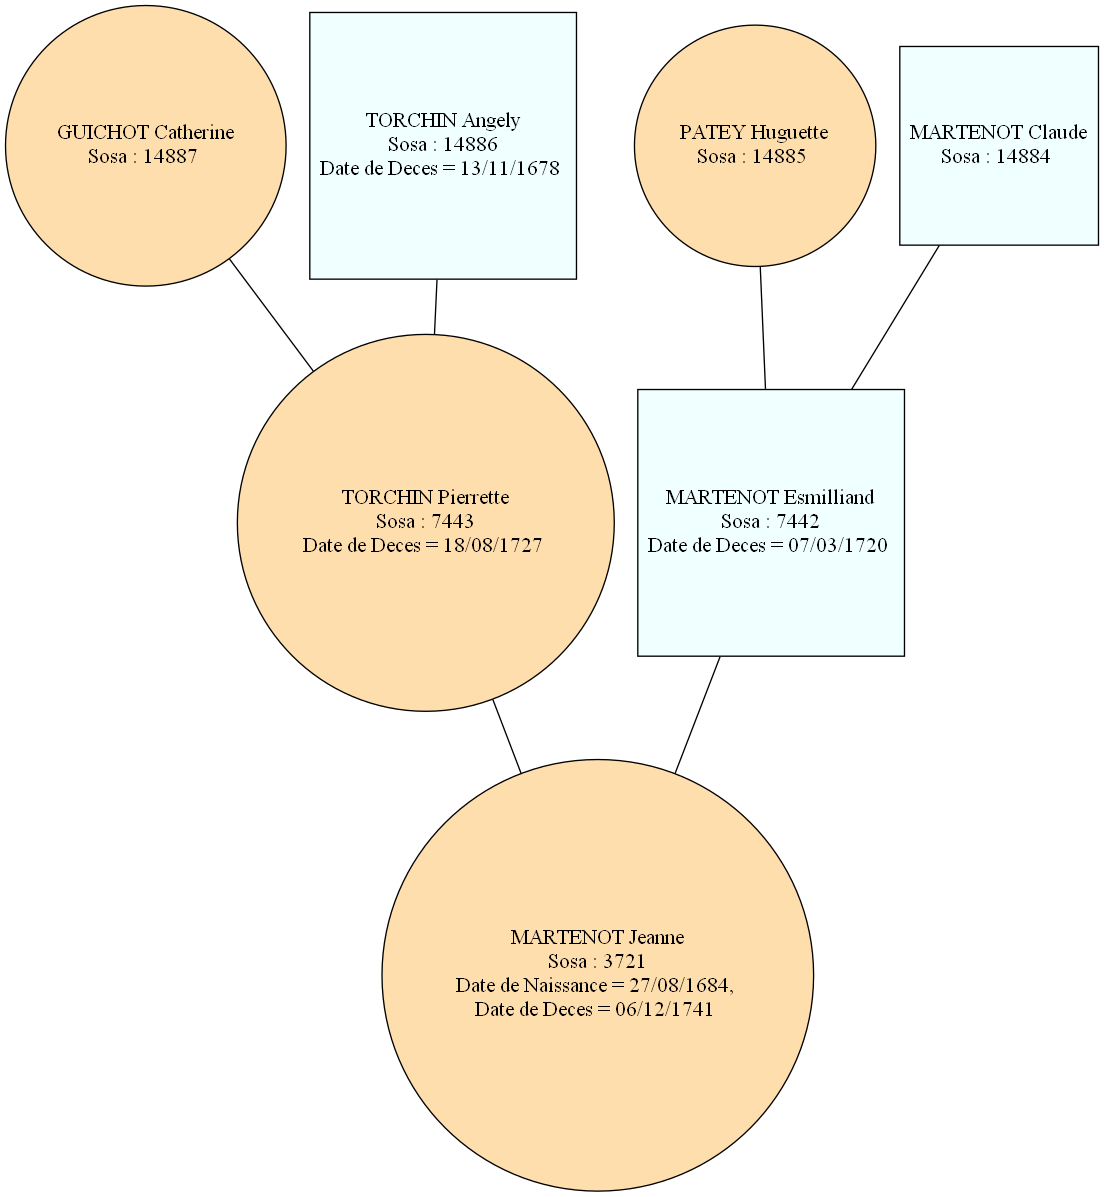 GUICHOT Catherine
Sosa : 14887
TORCHIN Angely
Sosa : 14886
Date de Deces = 13/11/1678
PATEY Huguette
Sosa : 14885
MARTENOT Claude
Sosa : 14884
TORCHIN Pierrette
Sosa : 7443
Date de Deces = 18/08/1727
MARTENOT Esmilliand
Sosa : 7442
Date de Deces = 07/03/1720
MARTENOT Jeanne
Sosa : 3721
Date de Naissance = 27/08/1684,
Date de Deces = 06/12/1741